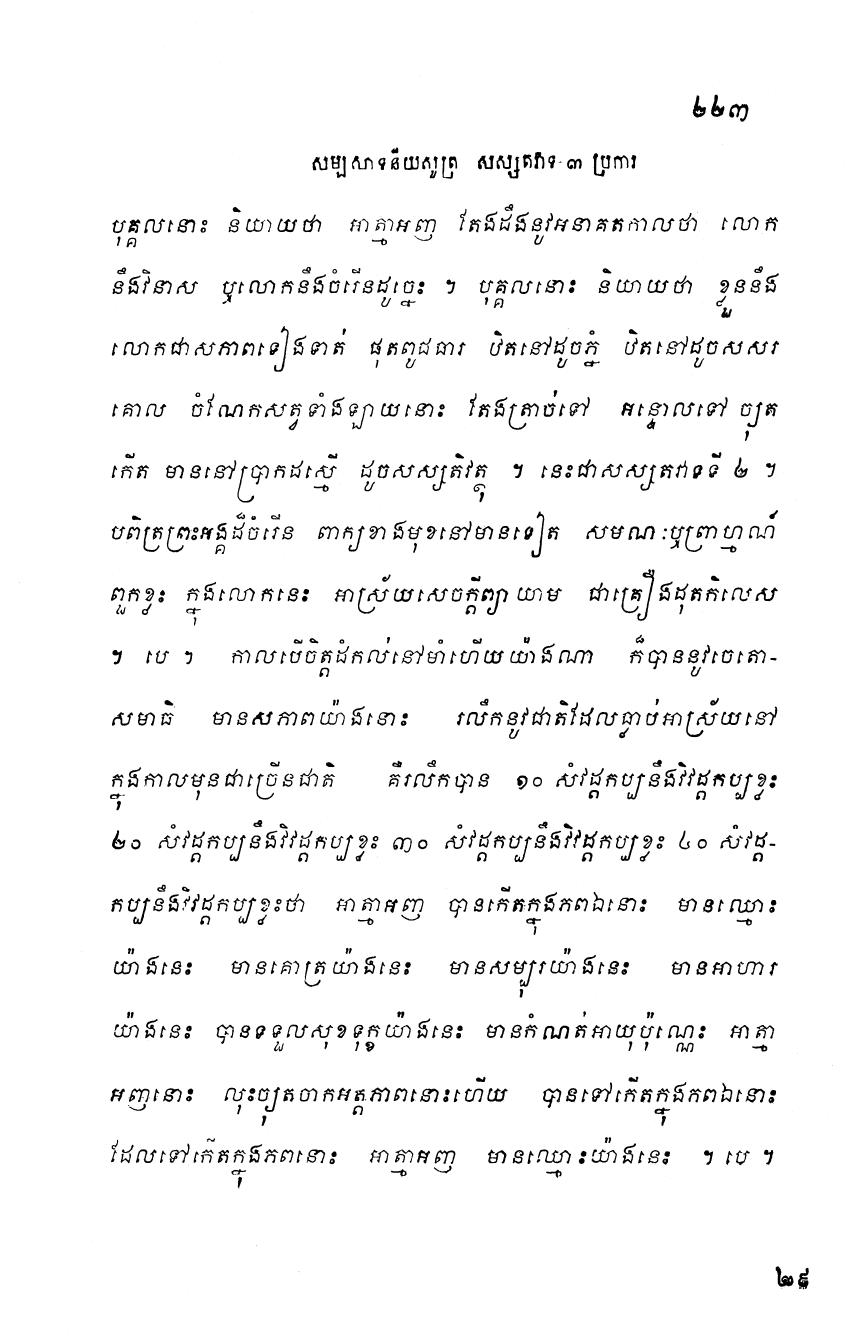 ២២៣
សម្បសាទនីយសូត្រ សស្សតវាទ ៣ ប្រការ
បុគ្គលនោះ និយាយថា អាត្មាអញ តែងដឹងនូវអនាគតកាលថា លោក
នឹងវិនាស ឬលោកនឹងចំរើនដូច្នេះ ។ បុគ្គលនោះ និយាយថា ខ្លួននឹង
លោកជាសភាពទៀងទាត់ ផុតពូជធារ ឋិតនៅដូចភ្នំ ឋិតនៅដូចសសរ
គោល ចំណែកសត្វទាំងឡាយនោះ តែងត្រាច់ទៅ អន្ទោលទៅ ច្យុត
កើត មាននៅប្រាកដស្មើ ដូចសស្សតិវត្ថុ ។ នេះជាសស្សតវាទទី ២ ។
បពិត្រព្រះអង្គដ៏ចំរើន ពាក្យខាងមុខនៅមានទៀត សមណៈឬព្រាហ្មណ៍
ពួកខ្លះ ក្នុងលោកនេះ អាស្រ័យសេចក្តីព្យាយាម ជាគ្រឿងដុតកិលេស
។ បេ ។ កាលបើចិត្តដំកល់នៅមាំហើយយ៉ាងណា ក៏បាននូវចេតោ-
សមាធិ មានសភាពយ៉ាងនោះ រលឹកនូវជាតិដែលធ្លាប់អាស្រ័យនៅ
ក្នុងកាលមុនជាច្រើនជាតិ គឺរលឹកបាន ១០ សំវដ្តកប្បនឹងវិវដ្តកប្បខ្លះ
២០ សំវដ្តកប្បនឹងវិវដ្តកប្បខ្លះ ៣០ សំវដ្តកប្បនឹងវិវដ្តកប្បខ្លះ ៤០ សំវដ្ត-
កប្បនឹងវិវដ្តកប្បខ្លះថា អាត្មាអញ បានកើតក្នុងភពឯនោះ មានឈ្មោះ
យ៉ាងនេះ មានគោត្រយ៉ាងនេះ មានសម្បុរយ៉ាងនេះ មានអាហារ
យ៉ាងនេះ បានទទួលសុខទុក្ខយ៉ាងនេះ មានកំណត់អាយុប៉ុណ្ណេះ អាត្មា
អញនោះ លុះច្យុតចាកអត្តភាពនោះហើយ បានទៅកើតក្នុងភពឯនោះ
ដែលទៅកើតក្នុងភពនោះ អាត្មាអញ មានឈ្មោះយ៉ាងនេះ ។ បេ ។
២៩